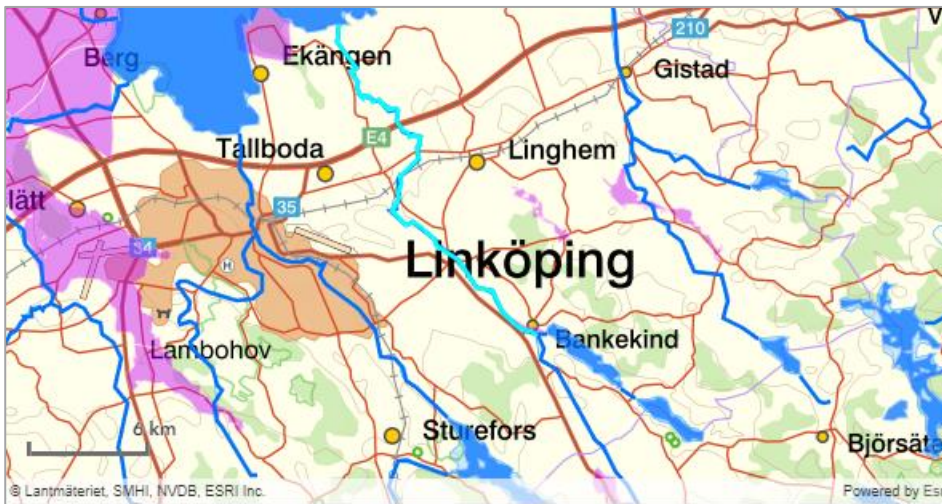 210
Berg
Ekängen
Gistad
E4
Tallboda
Linghem
lätt
35
34
Linköping
H
Bankekind
Lambohov
6 km
Sturefors
Björsäta
© Lantmäteriet, SMHI, NVDB, ESRI Inc.
Powered by Es